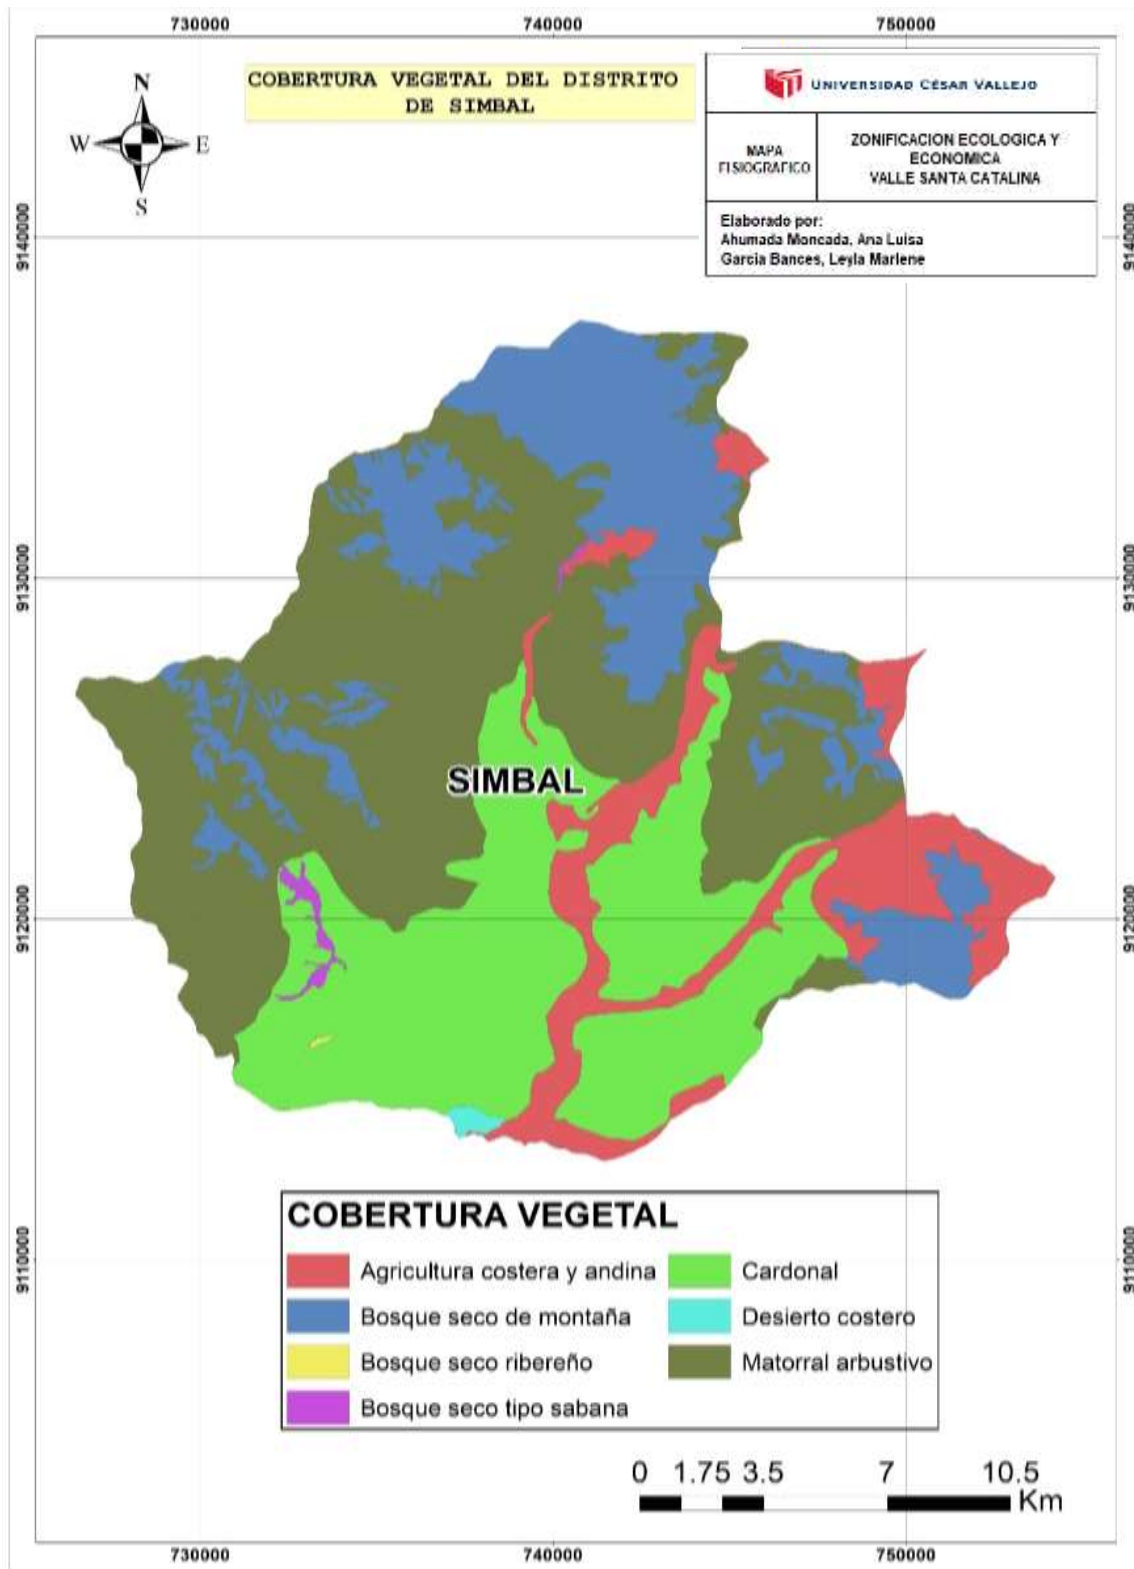 730000 740000 750000
COBERTURA VEGETAL DEL DISTRITO
DE SIMBAL
N
W E
S
UNIVERSIDAD CÉSAR VALLEJO
MAPA
FISIOGRAFICO
ZONIFICACION ECOLOGICA Y
ECONOMICA
VALLE SANTA CATALINA
Elaborado por:
Ahumada Moncada, Ana Luisa
Garcia Bances, Leyla Marlene
9140000 9140000
9130000 9130000
SIMBAL
9120000 9120000
9110000 9110000
COBERTURA VEGETAL
Agricultura costera y andina
Bosque seco de montaña
Bosque seco ribereño
Bosque seco tipo sabana
Cardonal
Desierto costero
Matorral arbustivo
0 1.75 3.5 7 10.5
Km
730000 740000 750000